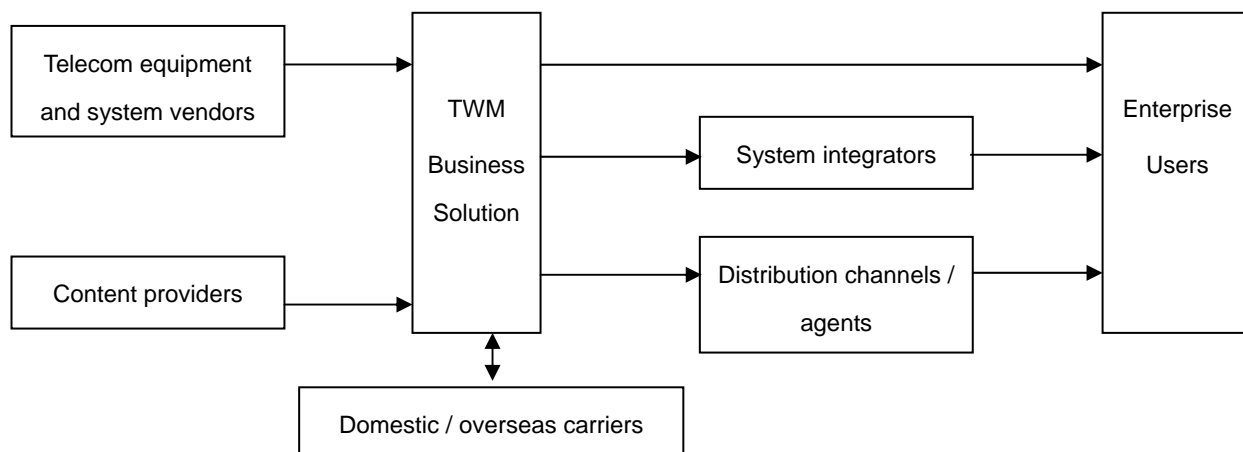 Telecom equipment
and system vendors
Content providers
TWM
Business
Solution
Domestic / overseas carriers
System integrators
Distribution channels /
agents
Enterprise
Users